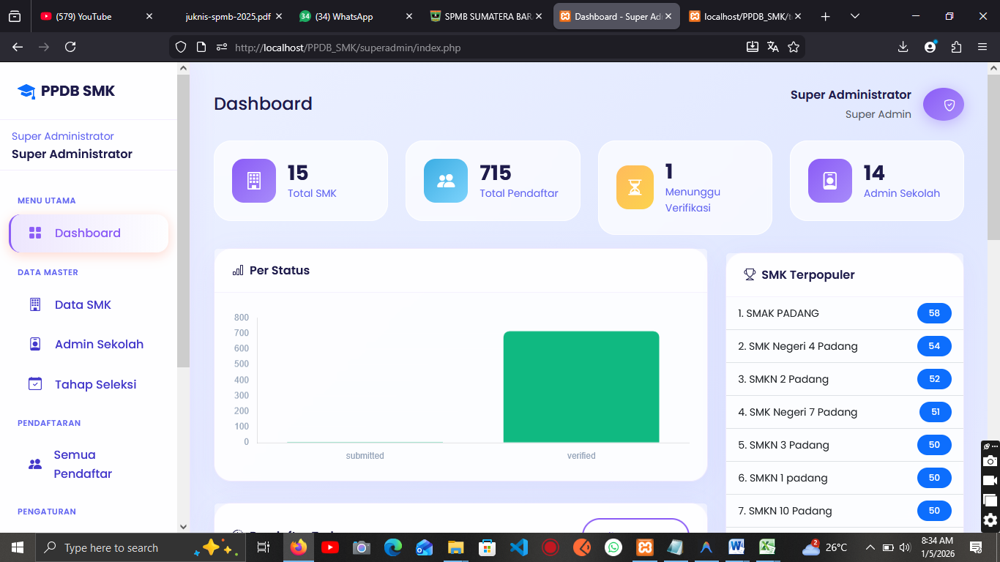 (579) YouTube
juknis-spmb-2025.pdf
34 (34) WhatsApp
SPMB SUMATERA BAR
Dashboard - Super Ad
localhost/PPDB_SMK/t
http://localhost/PPDB_SMK/superadmin/index.php
PPDB SMK
Super Administrator
Super Administrator
MENU UTAMA
Dashboard
DATA MASTER
Data SMK
Admin Sekolah
Tahap Seleksi
PENDAFTARAN
Semua
Pendaftar
PENGATURAN
Dashboard
Super Administrator
Super Admin
15
Total SMK
715
Total Pendaftar
1
Menunggu
Verifikasi
14
Admin Sekolah
Per Status
800
700
600
500
400
300
200
100
0
submitted
verified
SMK Terpopuler
1. SMAK PADANG 58
2. SMK Negeri 4 Padang 54
3. SMKN 2 Padang 52
4. SMK Negeri 7 Padang 51
5. SMKN 3 Padang 50
6. SMKN 1 padang 50
7. SMKN 10 Padang 50
Type here to search
2
26°C
8:34 AM
1/5/2026